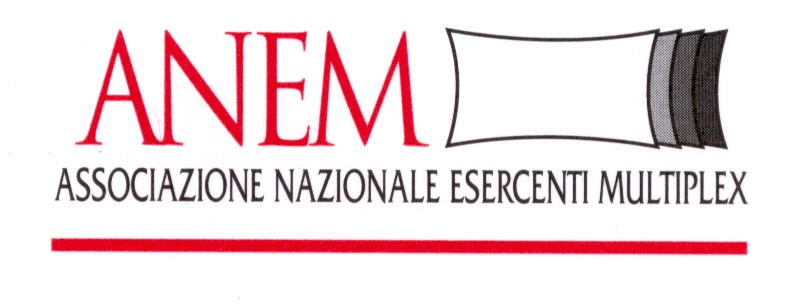 ANEM
ASSOCIAZIONE NAZIONALE ESERCENTI MULTIPLEX